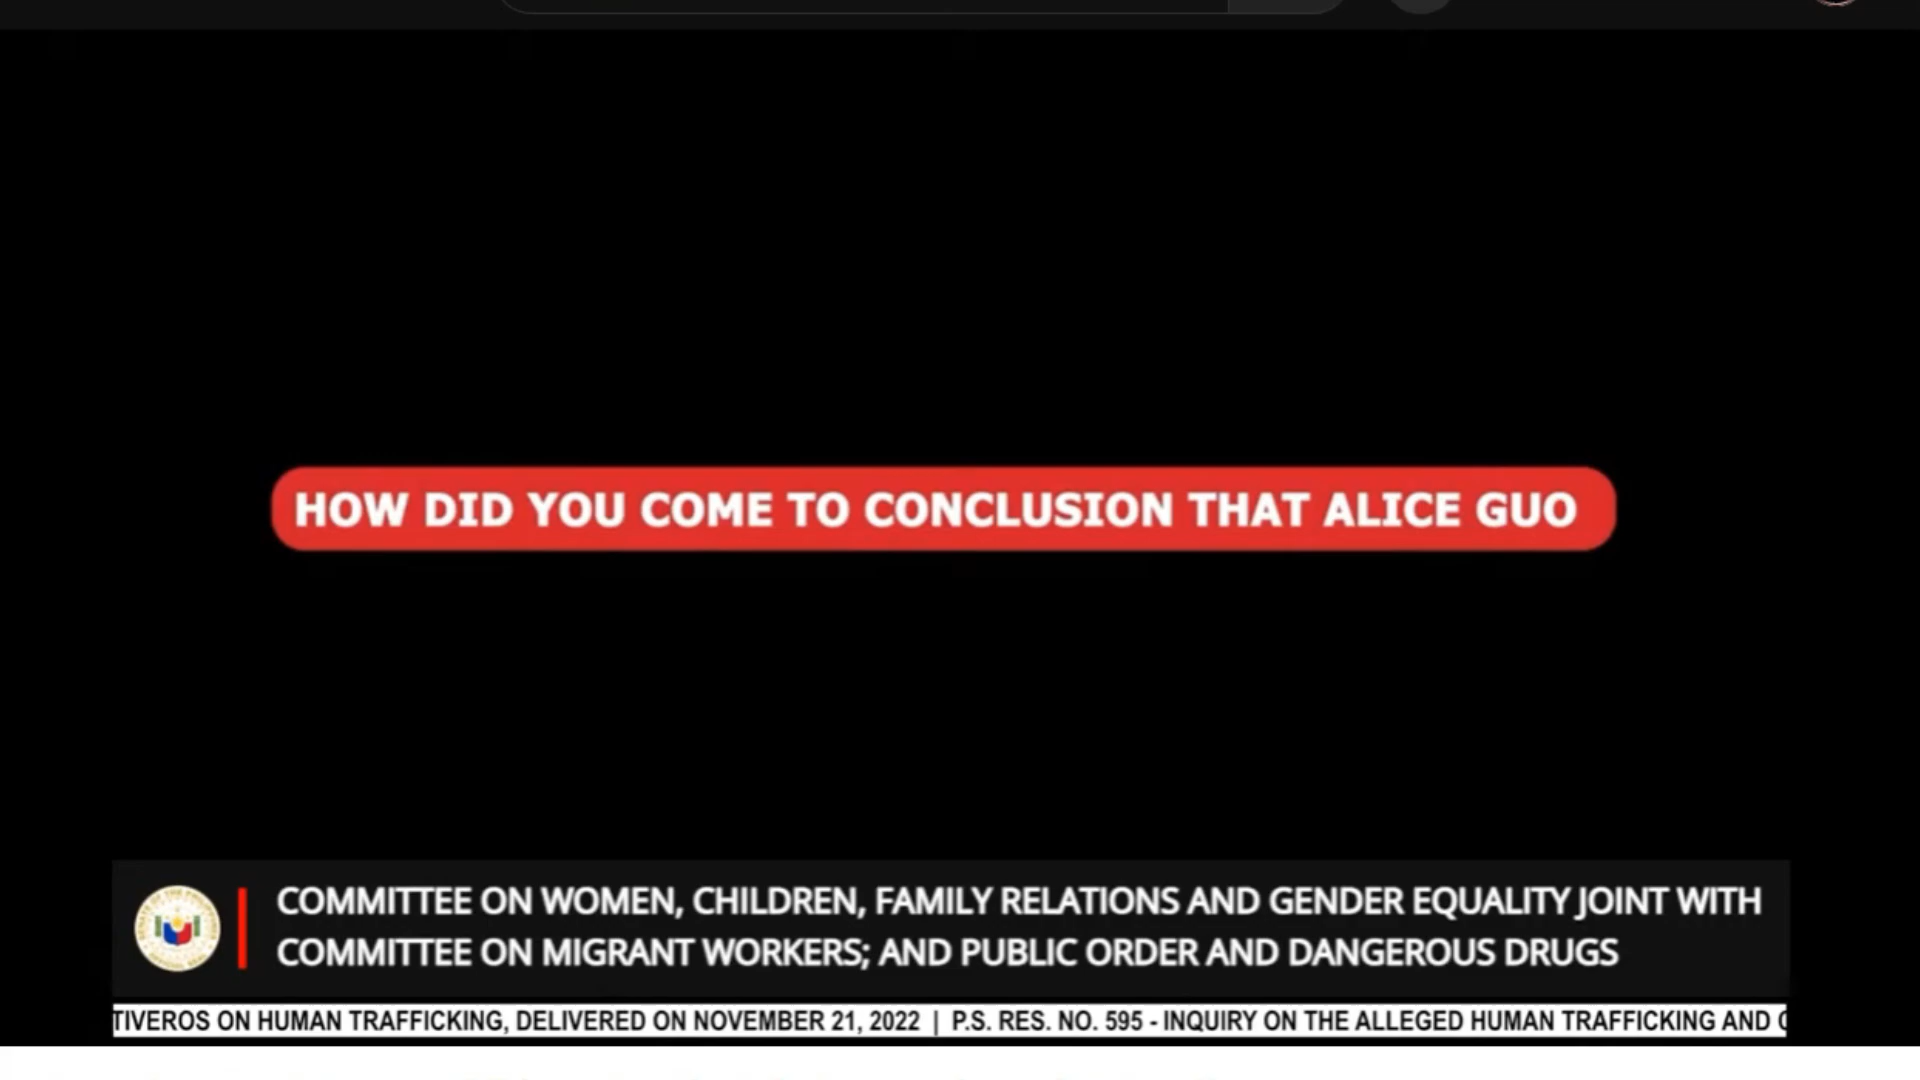 HOW DID YOU COME TO CONCLUSION THAT ALICE GUO
COMMITTEE ON WOMEN, CHILDREN, FAMILY RELATIONS AND GENDER EQUALITY JOINT WITH
COMMITTEE ON MIGRANT WORKERS; AND PUBLIC ORDER AND DANGEROUS DRUGS
TIVEROS ON HUMAN TRAFFICKING, DELIVERED ON NOVEMBER 21, 2022 | P.S. RES. NO. 595 - INQUIRY ON THE ALLEGED HUMAN TRAFFICKING AND